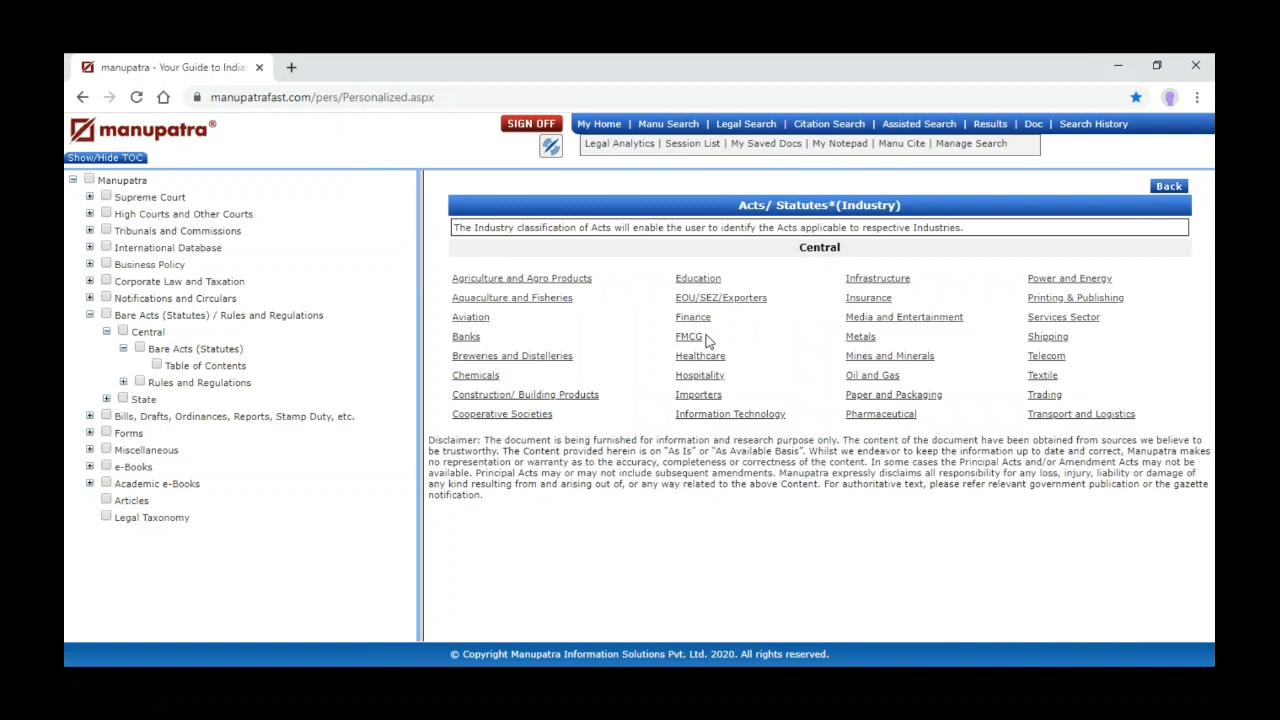 manupatra - Your Guide to India
manupatrafast.com/pers/Personalized.aspx
manupatra®
SIGN OFF
My Home | Manu Search | Legal Search | Citation Search | Assisted Search | Results | Doc | Search History
Legal Analytics | Session List | My Saved Docs | My Notepad | Manu Cite | Manage Search
Show/Hide TOC
Manupatra
Supreme Court
High Courts and Other Courts
Tribunals and Commissions
International Database
Business Policy
Corporate Law and Taxation
Notifications and Circulars
Bare Acts (Statutes) / Rules and Regulations
Central
Bare Acts (Statutes)
Table of Contents
Rules and Regulations
State
Bills, Drafts, Ordinances, Reports, Stamp Duty, etc.
Forms
Miscellaneous
e-Books
Academic e-Books
Articles
Legal Taxonomy
Back
Acts/ Statutes*(Industry)
The Industry classification of Acts will enable the user to identify the Acts applicable to respective Industries.
Central
Agriculture and Agro Products Education Infrastructure Power and Energy
Aquaculture and Fisheries EOU/SEZ/Exporters Insurance Printing & Publishing
Aviation Finance Media and Entertainment Services Sector
Banks FMCG Metals Shipping
Breweries and Distelleries Healthcare Mines and Minerals Telecom
Chemicals Hospitality Oil and Gas Textile
Construction/ Building Products Importers Paper and Packaging Trading
Cooperative Societies Information Technology Pharmaceutical Transport and Logistics
Disclaimer: The document is being furnished for information and research purpose only. The content of the document have been obtained from sources we believe to
be trustworthy. The Content provided herein is on "As Is" or "As Available Basis". Whilst we endeavor to keep the information up to date and correct, Manupatra makes
no representation or warranty as to the accuracy, completeness or correctness of the content. In some cases the Principal Acts and/or Amendment Acts may not be
available. Principal Acts may or may not include subsequent amendments. Manupatra expressly disclaims all responsibility for any loss, injury, liability or damage of
any kind resulting from and arising out of, or any way related to the above Content. For authoritative text, please refer relevant government publication or the gazette
notification.
© Copyright Manupatra Information Solutions Pvt. Ltd. 2020. All rights reserved.